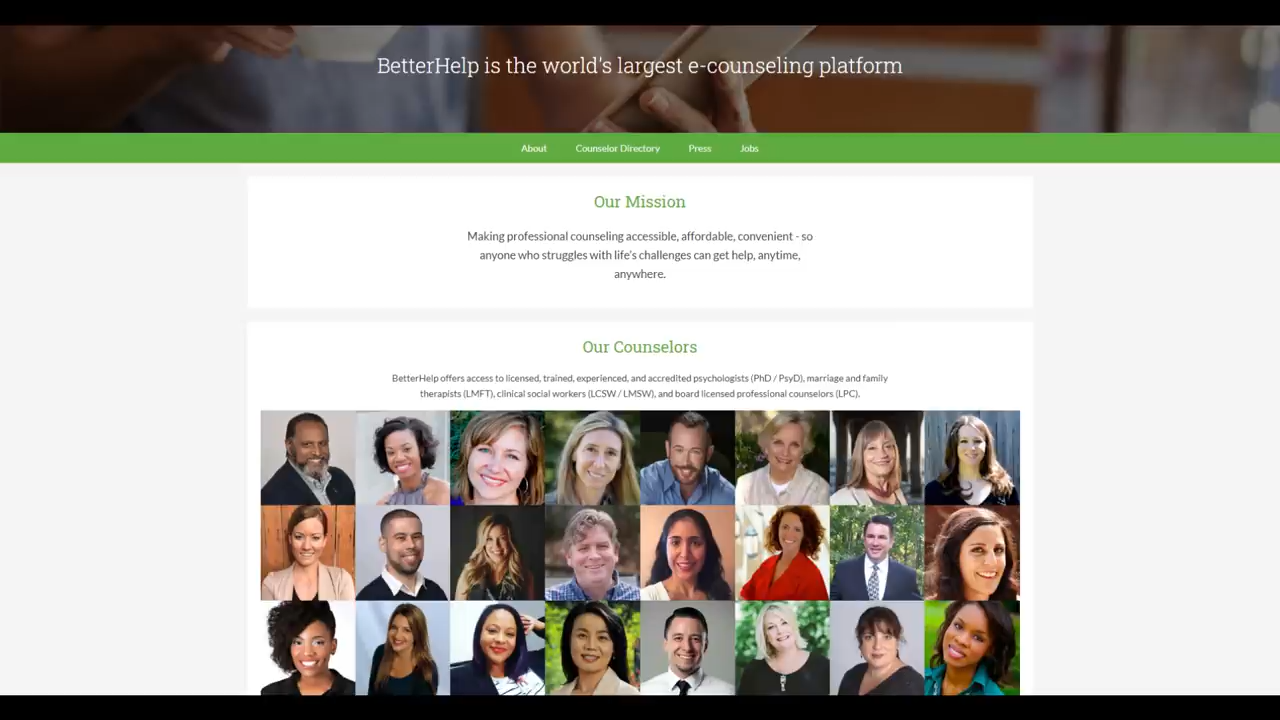 BetterHelp is the world's largest e-counseling platform
About Counselor Directory Press Jobs
Our Mission
Making professional counseling accessible, affordable, convenient - so
anyone who struggles with life's challenges can get help, anytime,
anywhere.
Our Counselors
BetterHelp offers access to licensed, trained, experienced, and accredited psychologists (PhD / PsyD), marriage and family
therapists (LMFT), clinical social workers (LCSW / LMSW), and board licensed professional counselors (LPC).